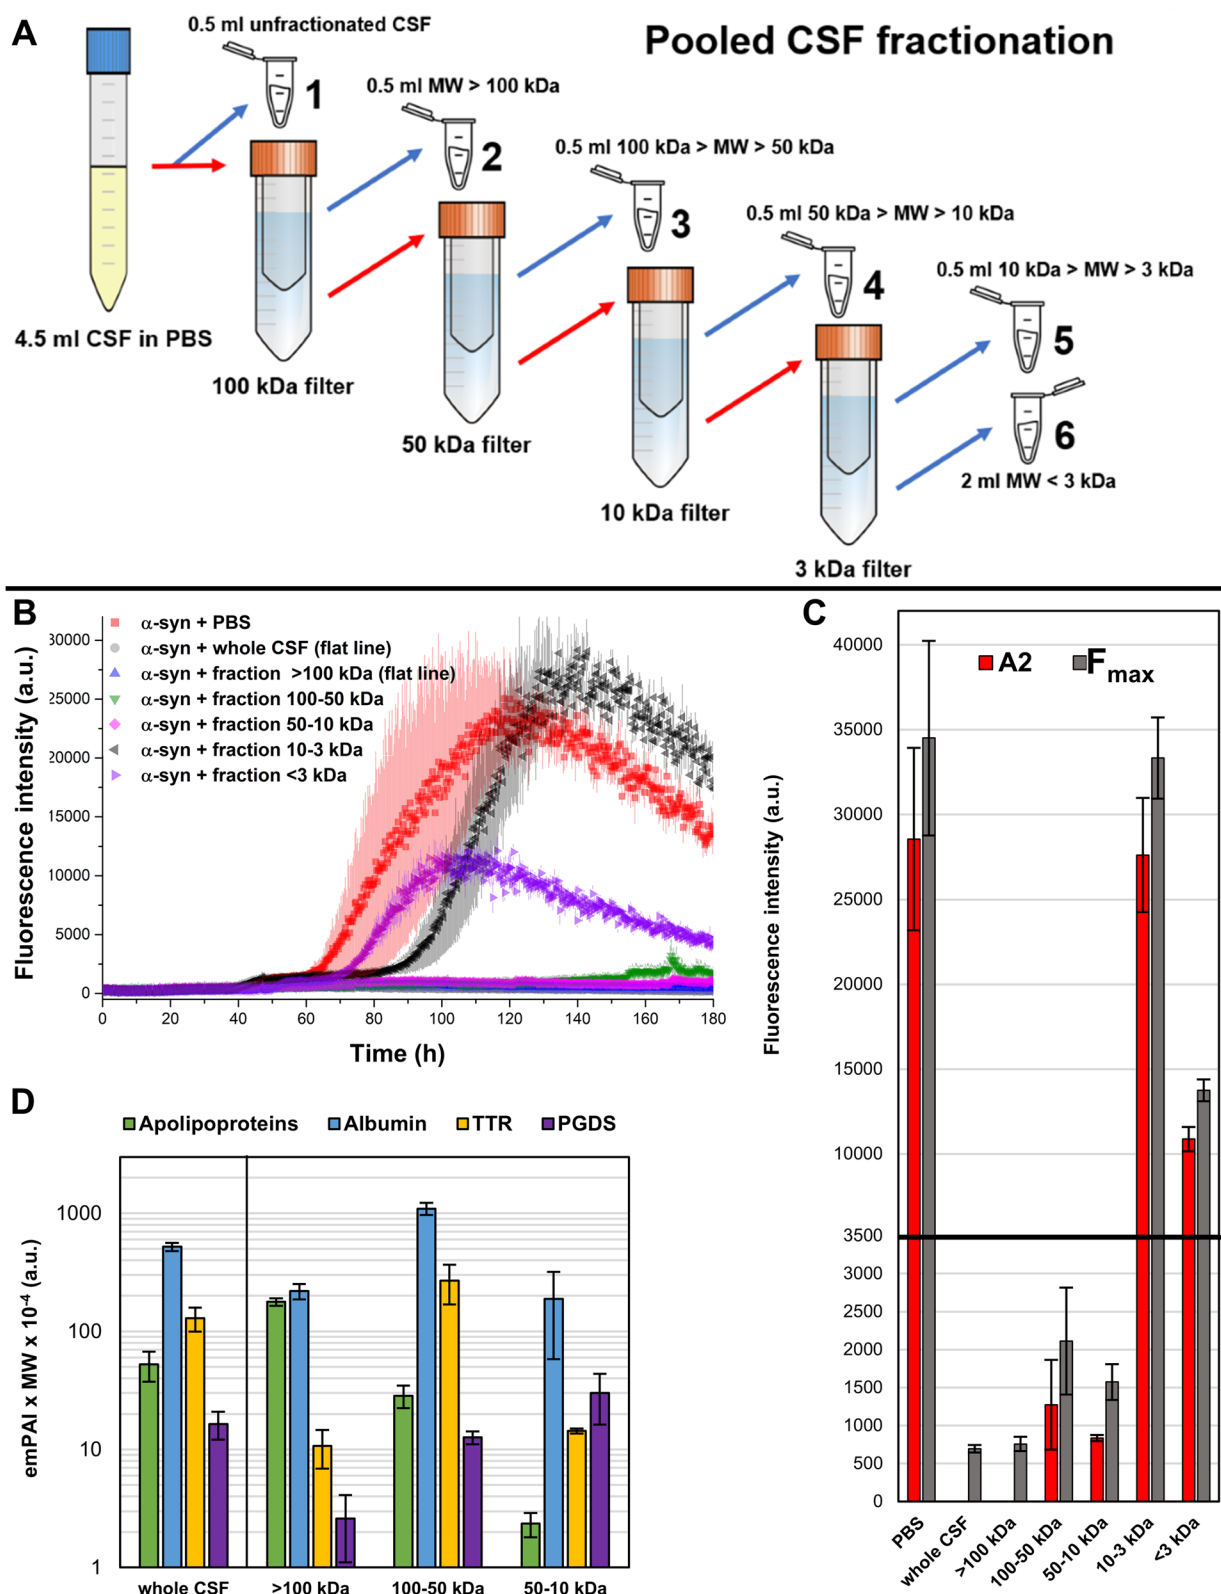 A
Pooled CSF fractionation
0.5 ml unfractionated CSF
1
0.5 ml MW > 100 kDa
2
0.5 ml 100 kDa > MW > 50 kDa
3
0.5 ml 50 kDa > MW > 10 kDa
4
0.5 ml 10 kDa > MW > 3 kDa
5
6
2 ml MW < 3 kDa
4.5 ml CSF in PBS
100 kDa filter
50 kDa filter
10 kDa filter
3 kDa filter
B
α-syn + PBS
α-syn + whole CSF (flat line)
α-syn + fraction >100 kDa (flat line)
α-syn + fraction 100-50 kDa
α-syn + fraction 50-10 kDa
α-syn + fraction 10-3 kDa
α-syn + fraction <3 kDa
Fluorescence intensity (a.u.)
30000
25000
20000
15000
10000
5000
0
0 20 40 60 80 100 120 140 160 180
Time (h)
C
A2 Fmax
Fluorescence intensity (a.u.)
40000
35000
30000
25000
20000
15000
10000
3500
3000
2500
2000
1500
1000
500
0
PBS
whole CSF
>100 kDa
100-50 kDa
50-10 kDa
10-3 kDa
<3 kDa
D
Apolipoproteins Albumin TTR PGDS
emPAI x MW x 10-4 (a.u.)
1000
100
10
1
whole CSF >100 kDa 100-50 kDa 50-10 kDa